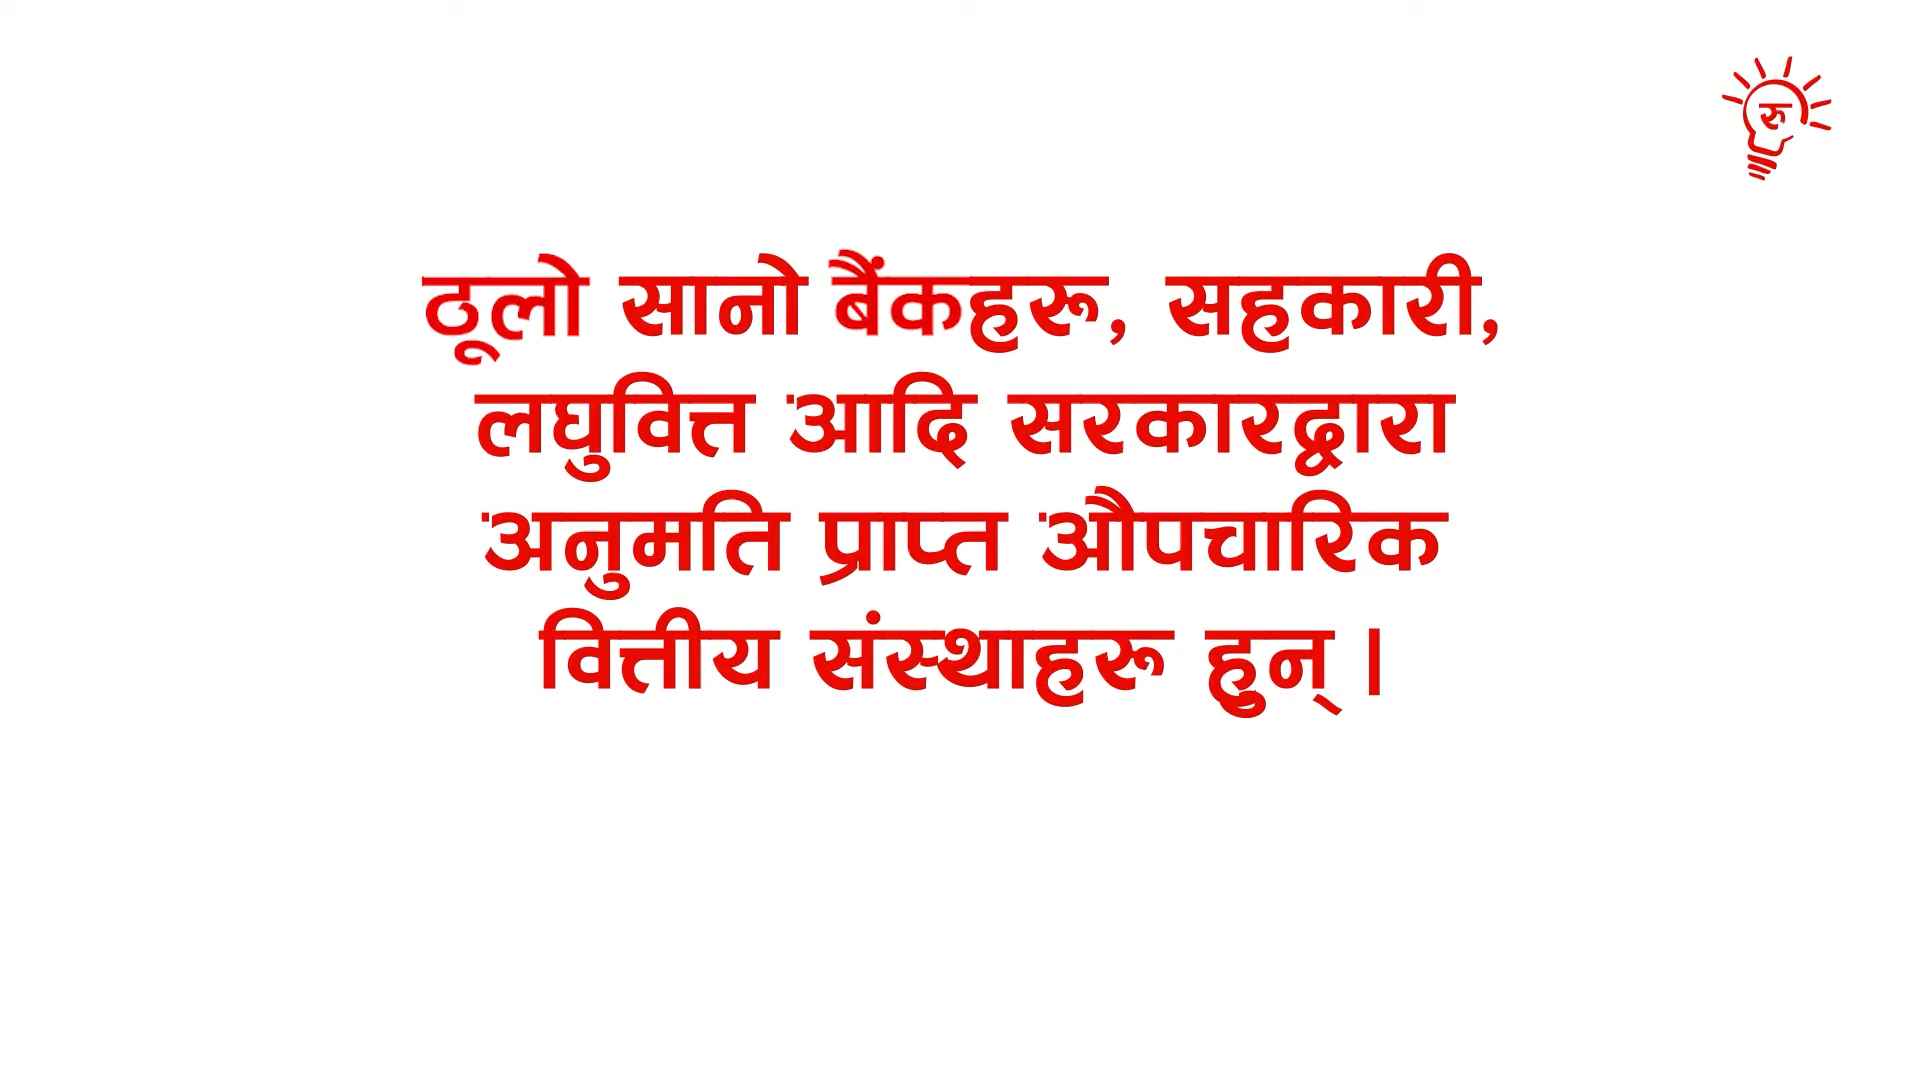 रु
ठूलो सानो बैंकहरू, सहकारी,
लघुवित्त आदि सरकारद्वारा
अनुमति प्राप्त औपचारिक
वित्तीय संस्थाहरू हुन् ।